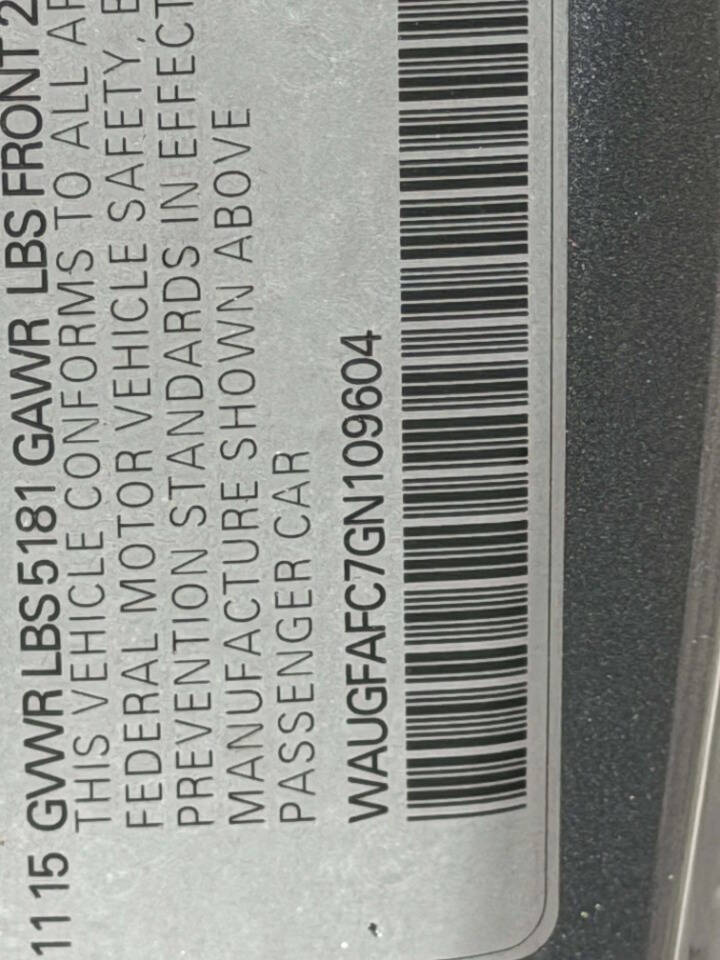 11 15 GVWR LBS 5181 GAWR LBS FRONT
THIS VEHICLE CONFORMS TO ALL
FEDERAL MOTOR VEHICLE SAFETY,
PREVENTION STANDARDS IN EFFECT
MANUFACTURE SHOWN ABOVE
PASSENGER CAR
WAUGFAFC7GN109604